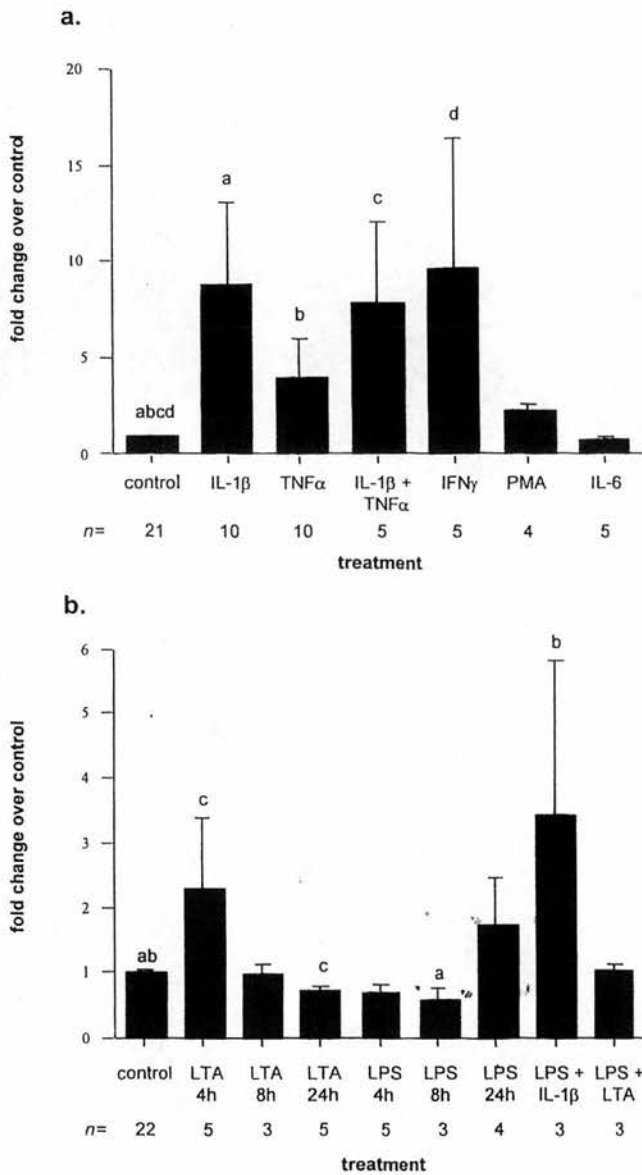 a.
fold change over control
20
15
10
5
0
abcd
a
b
c
d
control IL-1β TNFα IL-1β + IFNγ PMA IL-6
TNFα
n= 21 10 10 5 5 4 5
treatment
b.
fold change over control
6
5
4
3
2
1
0
ab
c
c
a
b
control LTA LTA LTA LPS LPS LPS LPS + LPS +
4h 8h 24h 4h 8h 24h IL-1β LTA
n= 22 5 3 5 5 3 4 3 3
treatment